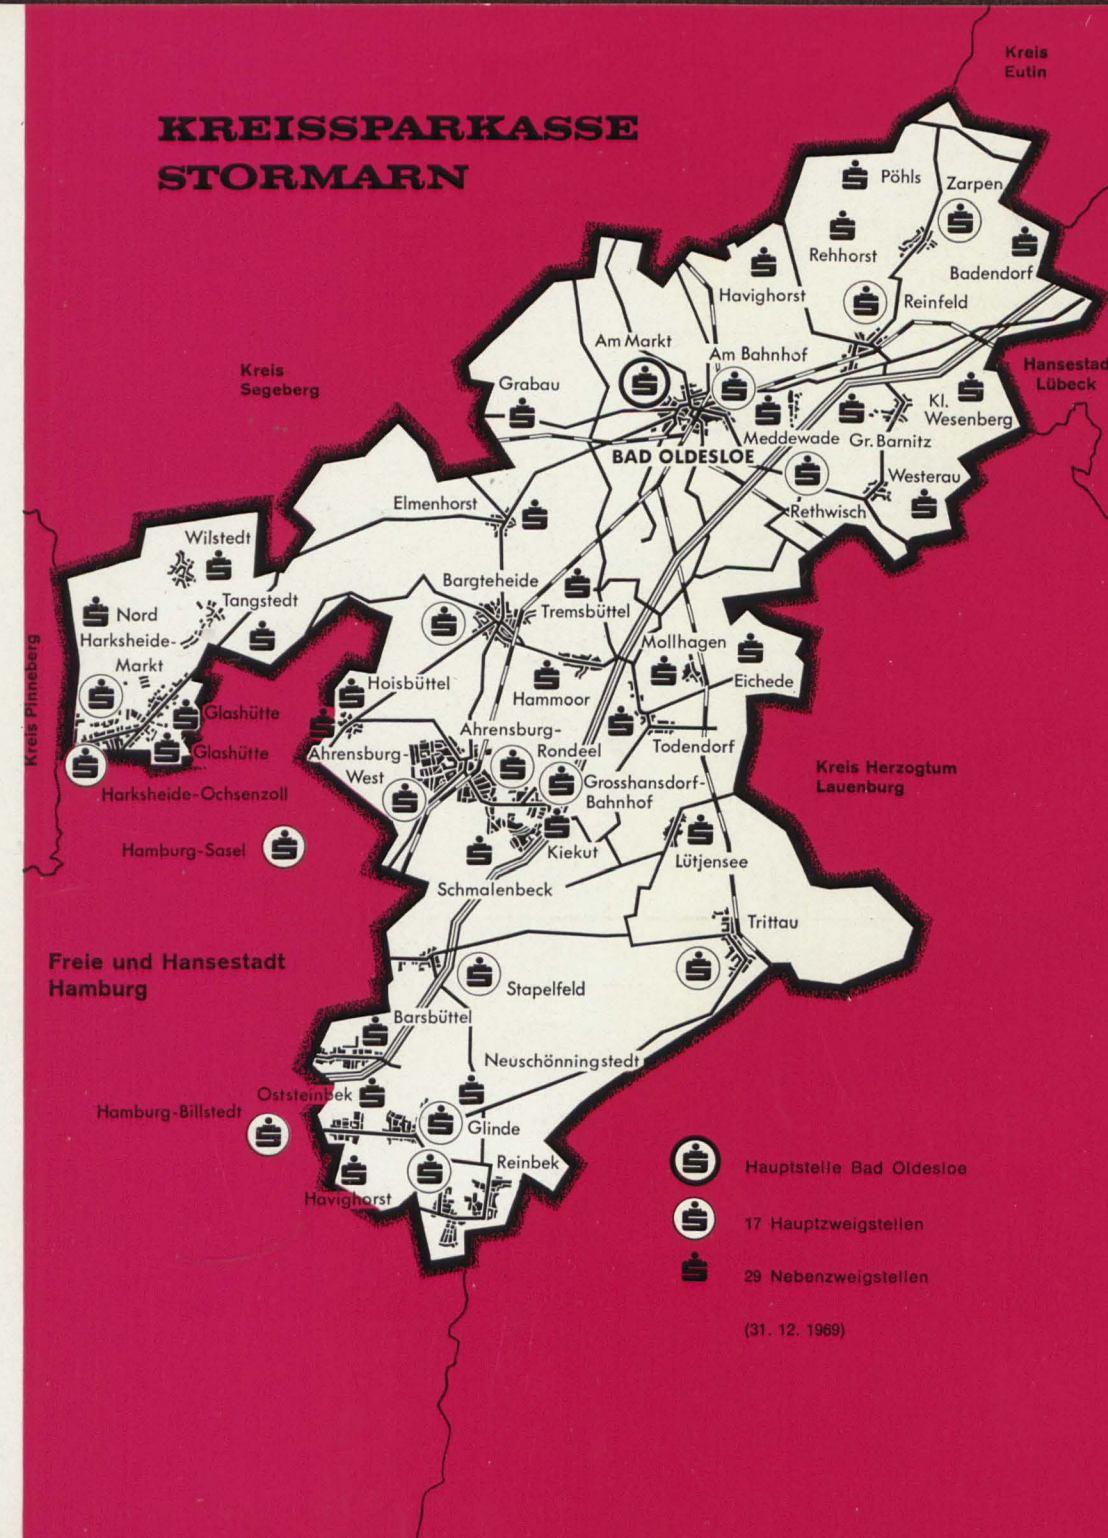 Kreis
Eutin
KREISSPARKASSE
STORMARN
Pöhls
Zarpen
Rehhorst
Badendorf
Havighorst
Reinfeld
Am Markt
Am Bahnhof
Kreis
Segeberg
Hansestad
Lübeck
Grabau
Kl.
Wesenberg
Meddewade
Gr. Barnitz
BAD OLDESLOE
Westerau
Elmenhorst
Rethwisch
Wilstedt
Bargteheide
Tangstedt
Tremsbüttel
Nord
Harksheide-
Markt
Mollhagen
Eichede
Kreis Pinneberg
Hoisbüttel
Hammoor
Glashütte
Ahrensburg-
Rondeel
Todendorf
Glashütte
Ahrensburg-
West
Grosshansdorf-
Bahnhof
Kreis Herzogtum
Lauenburg
Harksheide-Ochsenzoll
Hamburg-Sasel
Kiekut
Lütjensee
Schmalenbeck
Trittau
Freie und Hansestadt
Hamburg
Stapelfeld
Barsbüttel
Neuschönningstedt
Oststeinbek
Hamburg-Billstedt
Glinde
Reinbek
Havighorst
Hauptstelle Bad Oldesloe
17 Hauptzweigstellen
29 Nebenzweigstellen
(31. 12. 1969)